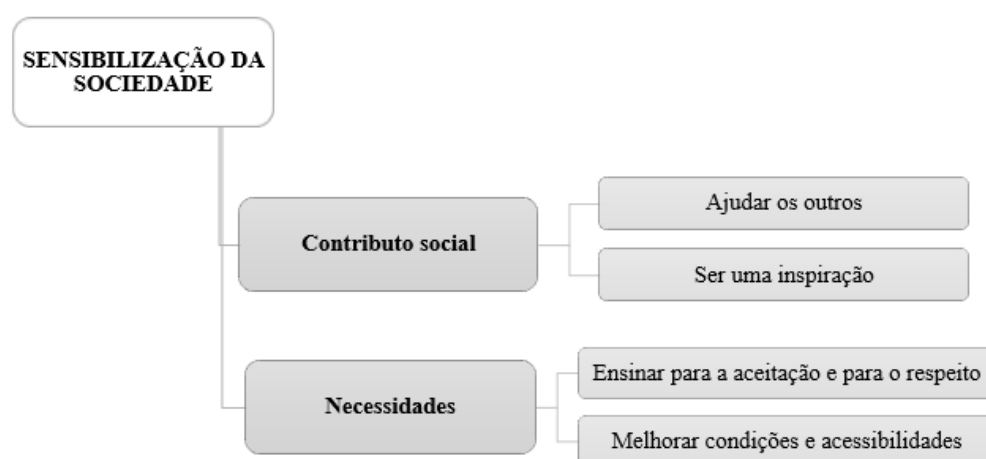 SENSIBILIZAÇÃO DA
SOCIEDADE
Contributo social
Ajudar os outros
Ser uma inspiração
Necessidades
Ensinar para a aceitação e para o respeito
Melhorar condições e acessibilidades